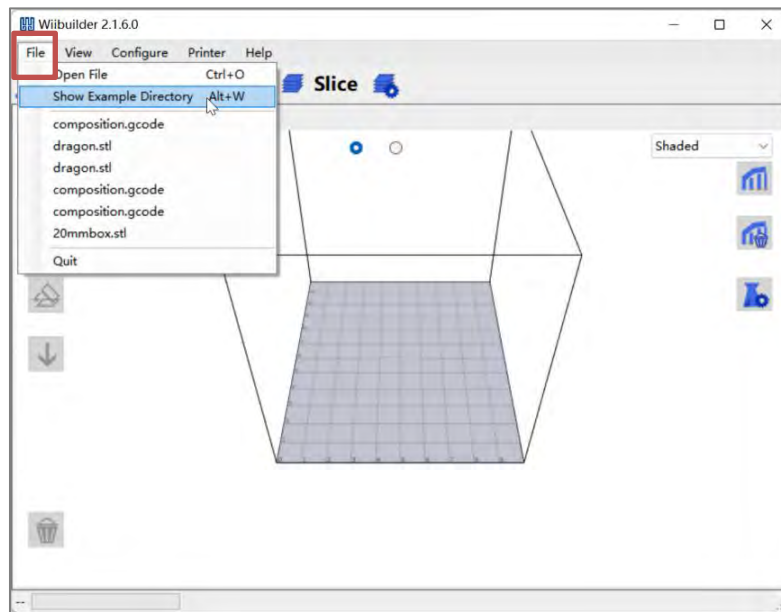 Wiibuilder 2.1.6.0
File View Configure Printer Help
Open File Ctrl+O
Show Example Directory Alt+W
composition.gcode
dragon.stl
dragon.stl
composition.gcode
composition.gcode
20mmbox.stl
Quit
Slice
Shaded
--